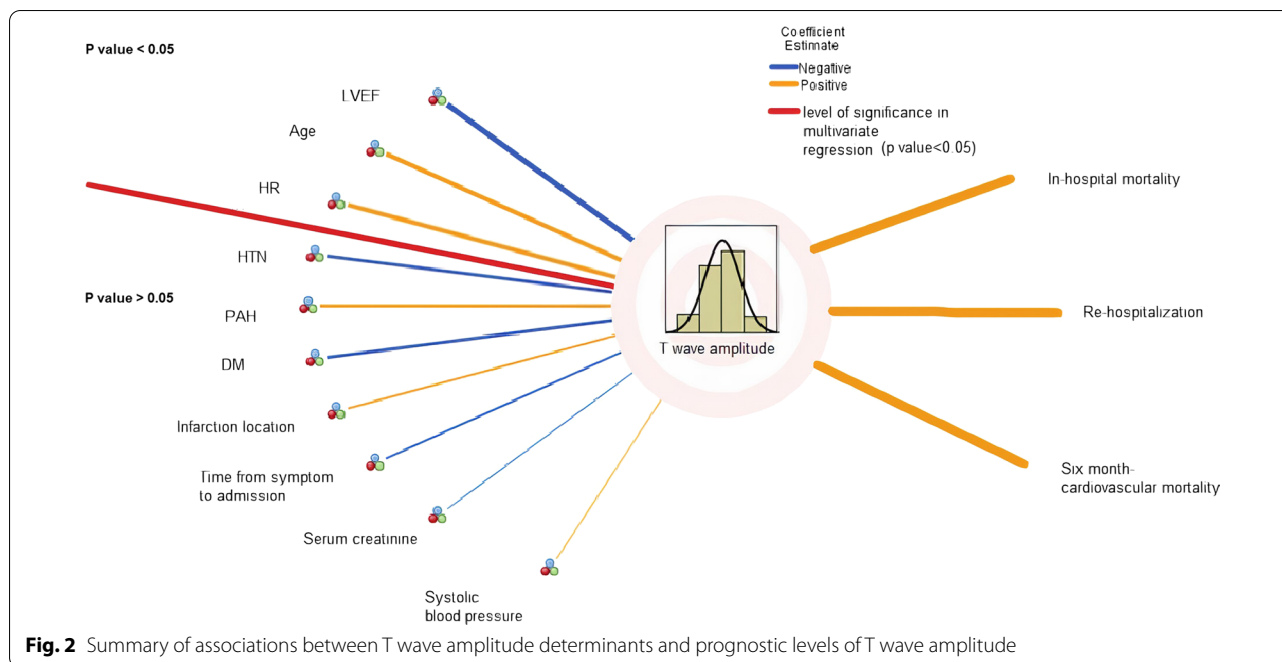 P value < 0.05
Coefficient
Estimate
Negative
Positive
level of significance in
multivariate
regression (p value<0.05)
LVEF
Age
HR
HTN
P value > 0.05
PAH
DM
Infarction location
Time from symptom
to admission
Serum creatinine
Systolic
blood pressure
T wave amplitude
In-hospital mortality
Re-hospitalization
Six month-
cardiovascular mortality
Fig. 2 Summary of associations between T wave amplitude determinants and prognostic levels of T wave amplitude